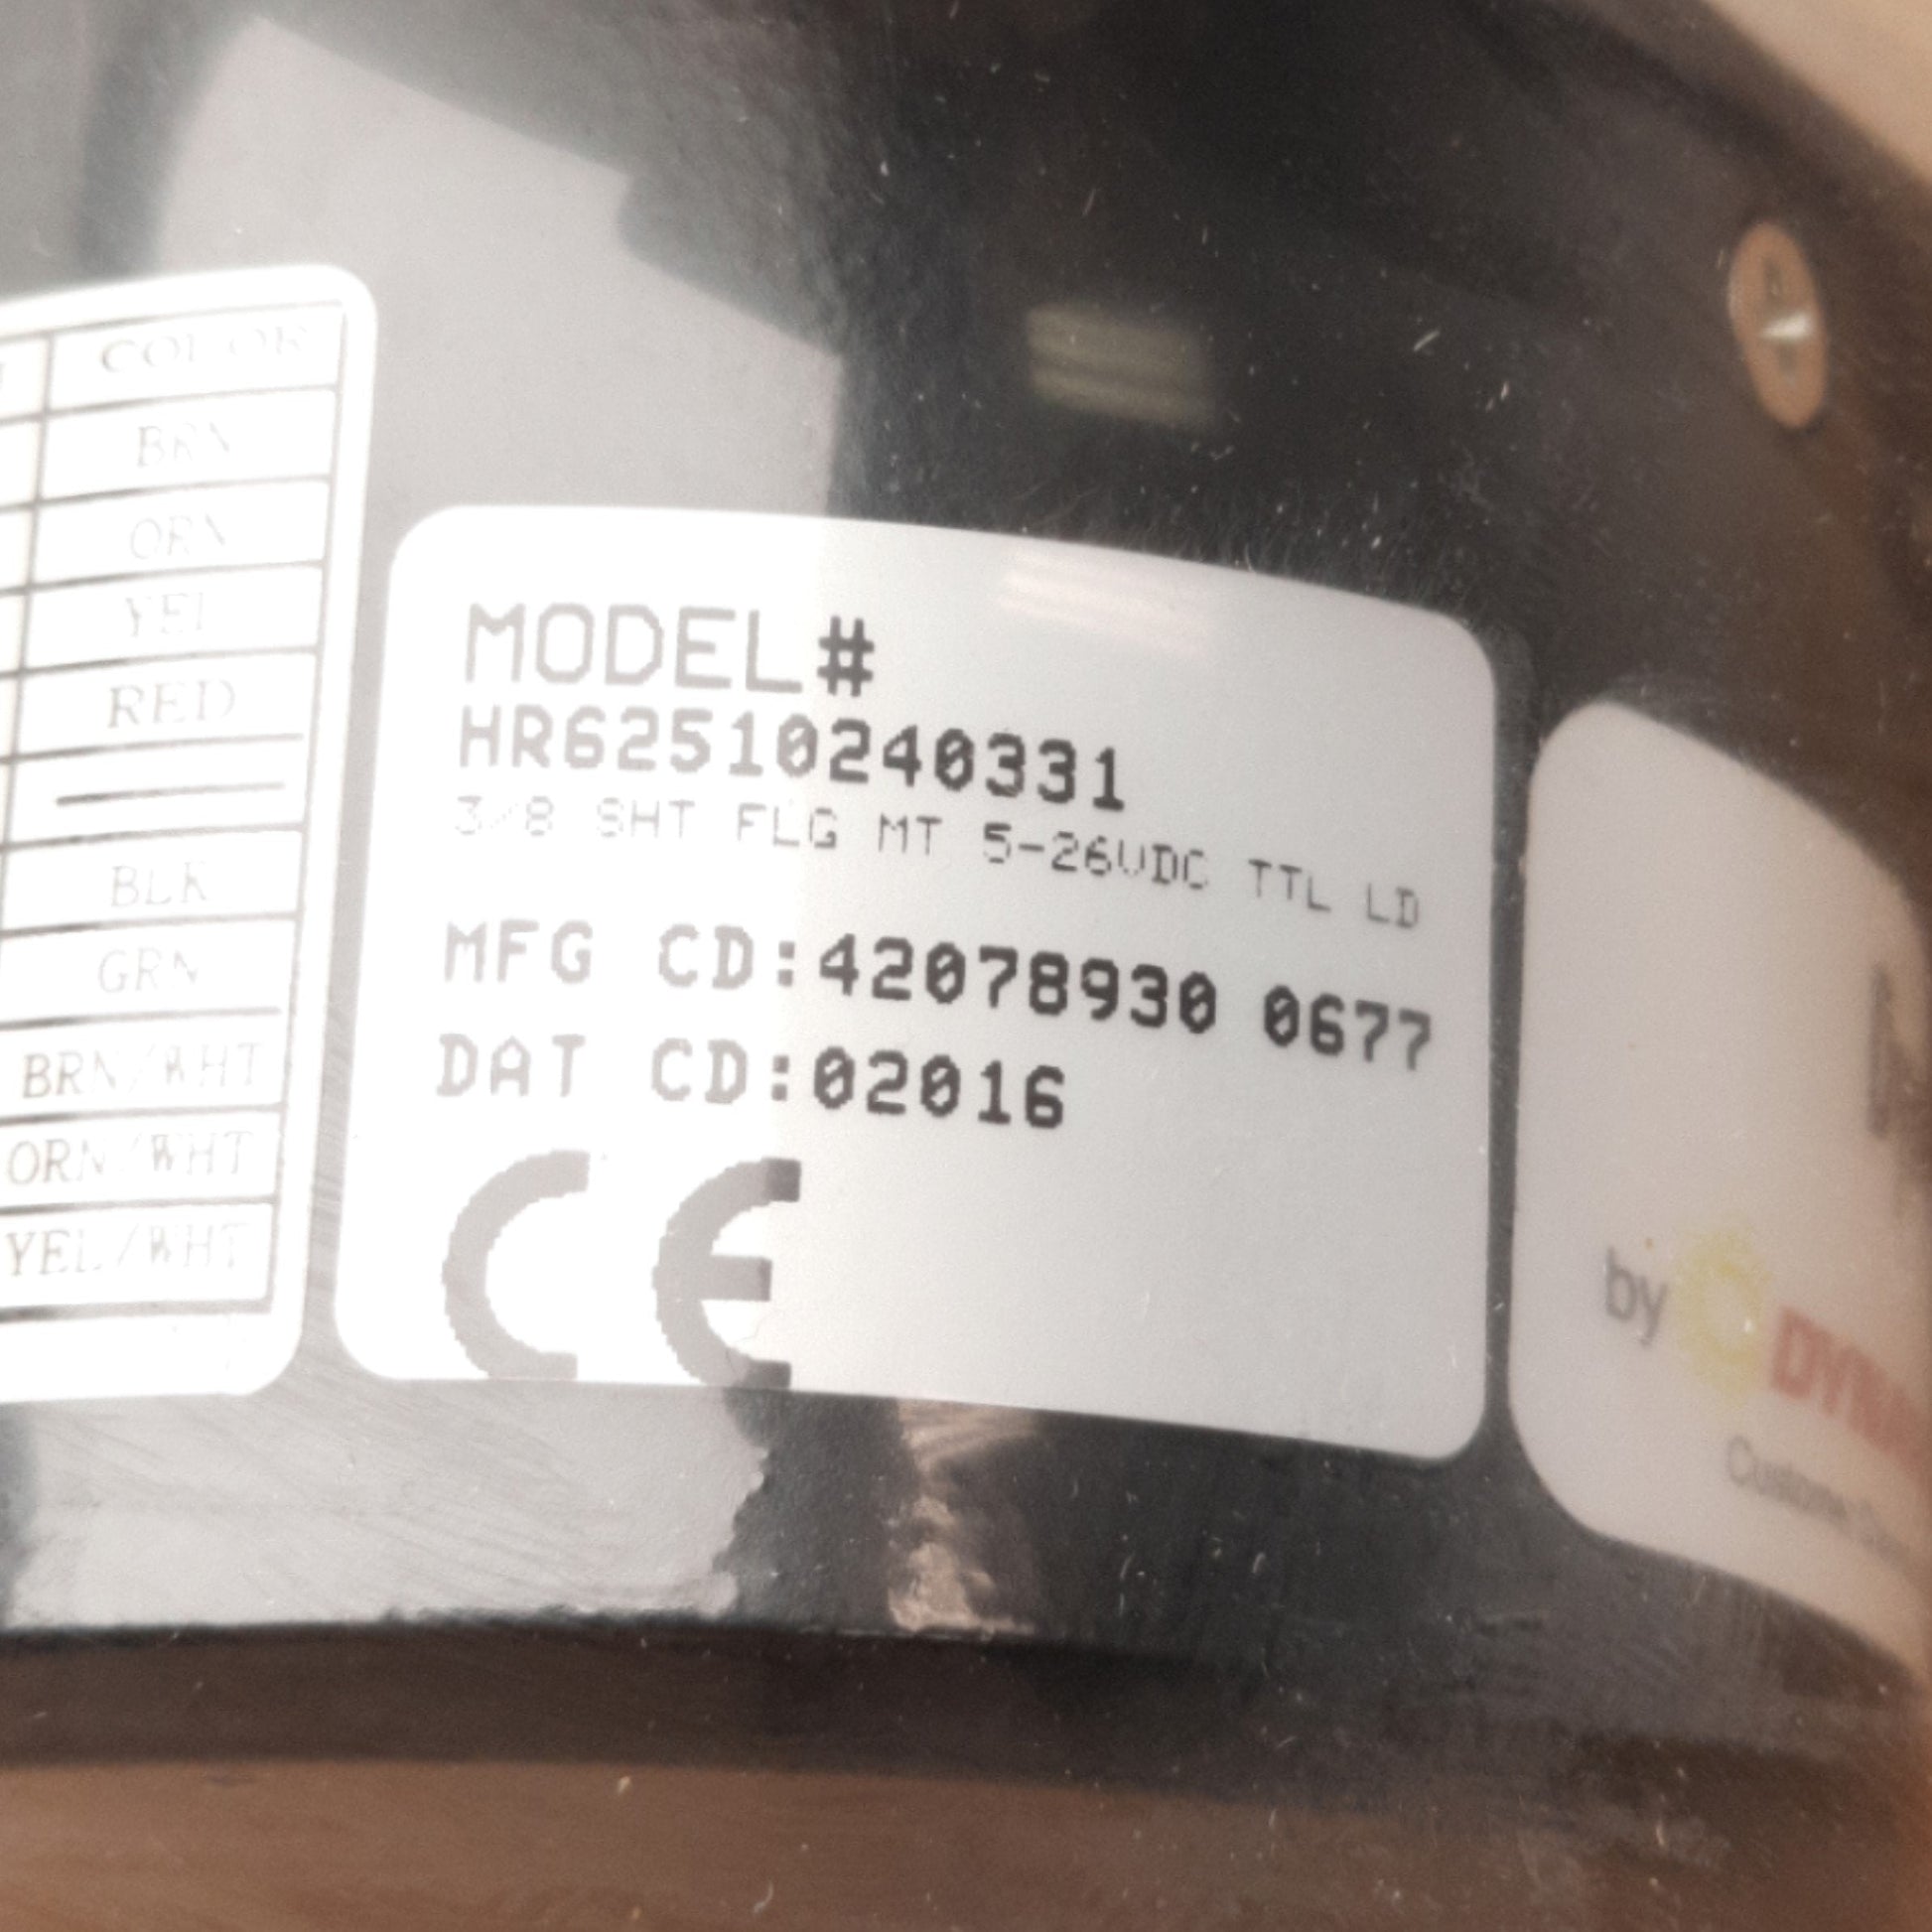 COLOR
BRN
ORN
YEL
RED
BLK
GRN
BRN/WHT
ORN/WHT
YEL/WHT
MODEL#
HR62510240331
3/8 SHT FLG MT 5-26VDC TTL LD
MFG CD:42078930 0677
DAT CD:02016
CE
by